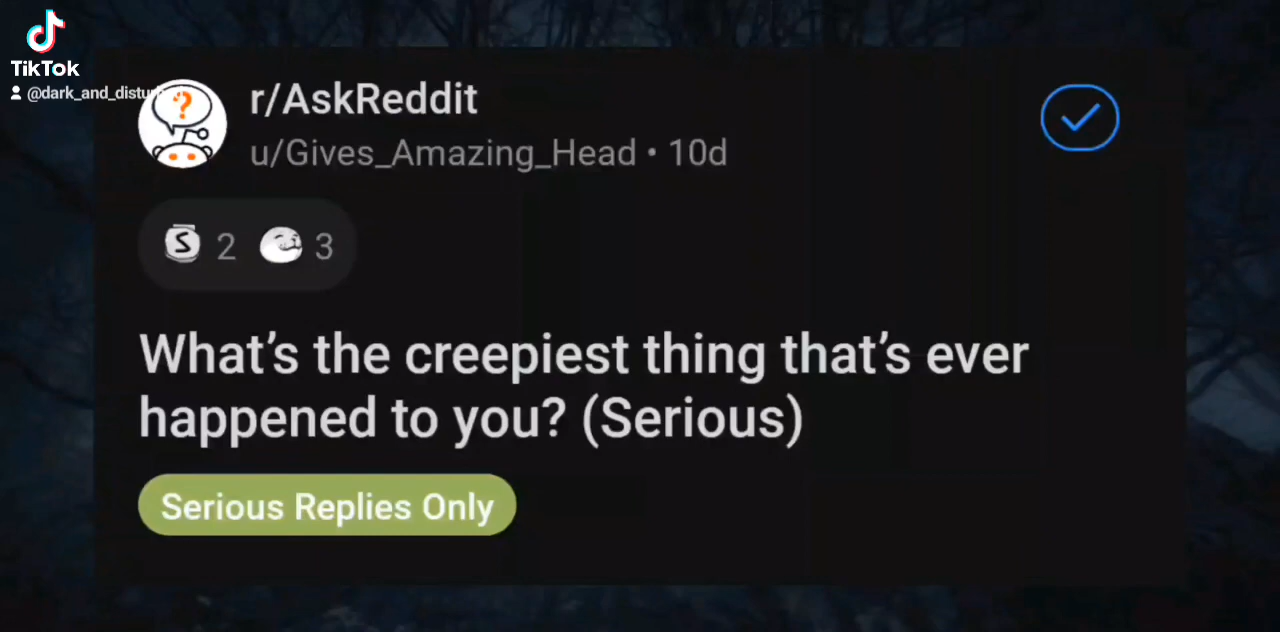 TikTok
r/AskReddit
u/Gives_Amazing_Head • 10d
2 3
What's the creepiest thing that's ever
happened to you? (Serious)
Serious Replies Only